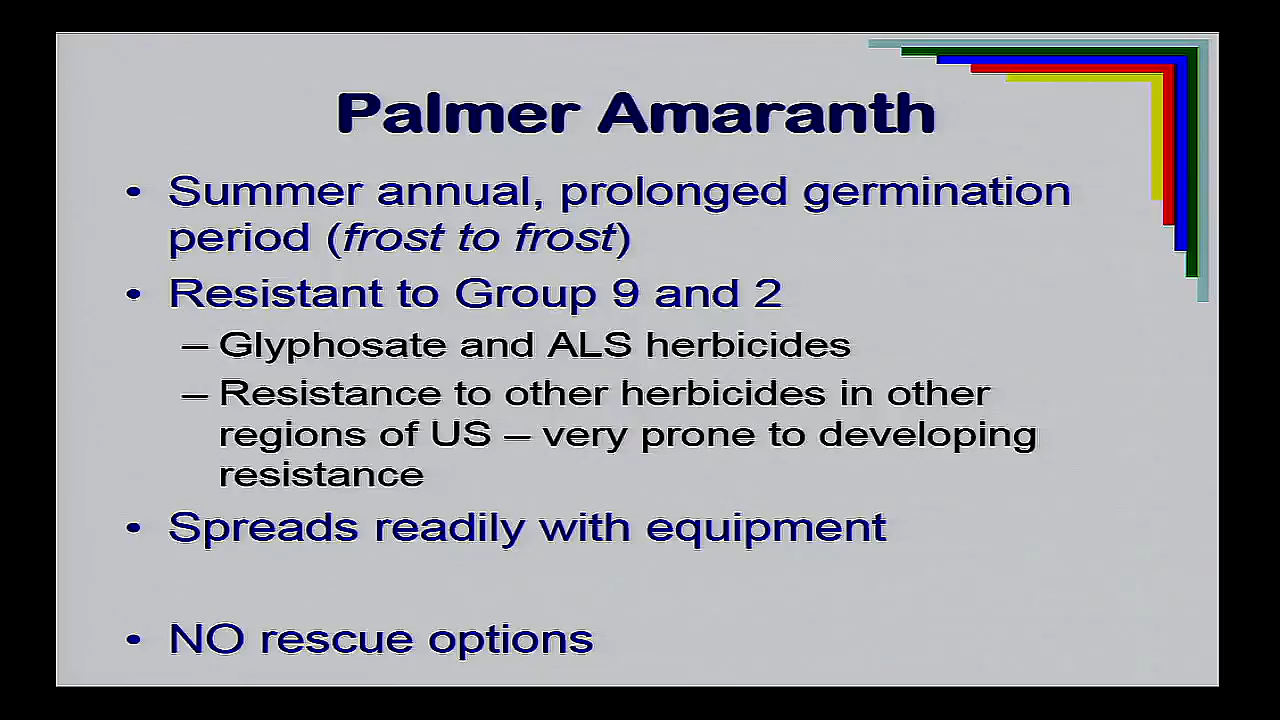 Palmer Amaranth
• Summer annual, prolonged germination
period (frost to frost)
• Resistant to Group 9 and 2
– Glyphosate and ALS herbicides
– Resistance to other herbicides in other
regions of US – very prone to developing
resistance
• Spreads readily with equipment
• NO rescue options